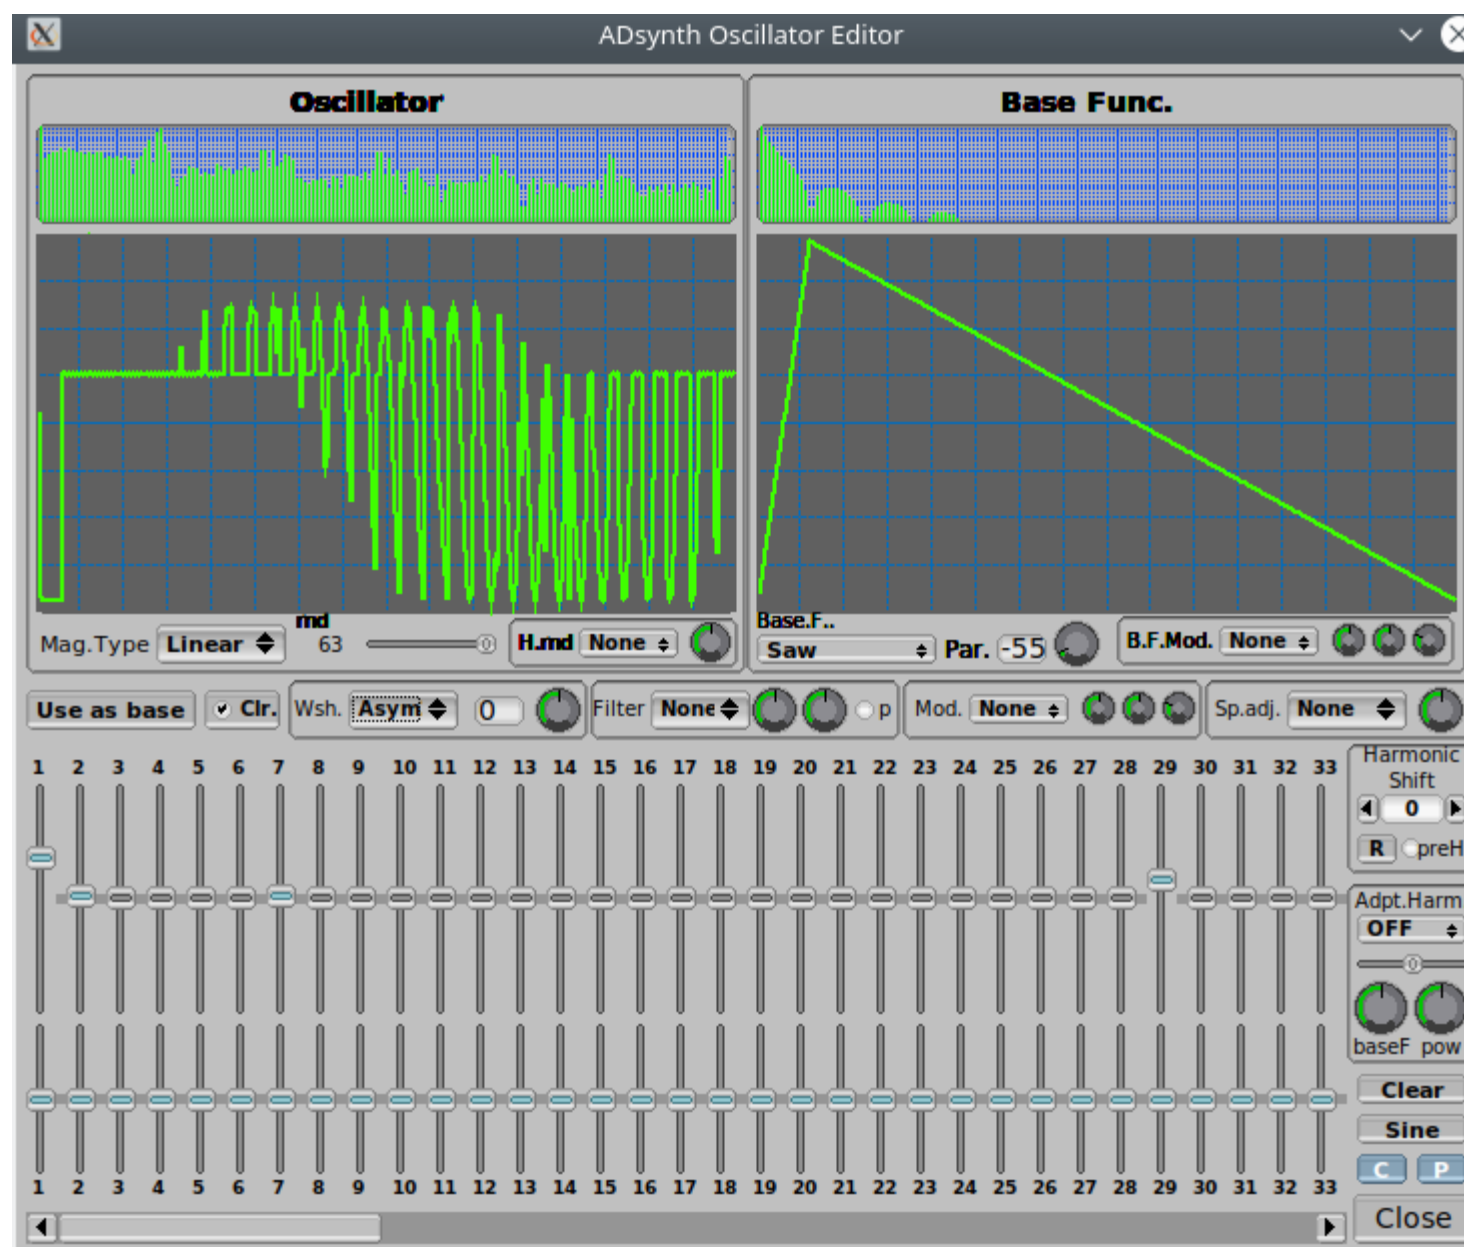 ADsynth Oscillator Editor
Oscillator
Base Func.
Mag.Type Linear rnd 63 0 H.rnd None
Base.F..
Saw Par. -55 B.F.Mod. None
Use as base Clr. Wsh. Asym 0 Filter None p Mod. None Sp.adj. None
1 2 3 4 5 6 7 8 9 10 11 12 13 14 15 16 17 18 19 20 21 22 23 24 25 26 27 28 29 30 31 32 33
Harmonic
Shift
0
R preH
Adpt.Harm
OFF
0
baseF pow
Clear
Sine
C P
1 2 3 4 5 6 7 8 9 10 11 12 13 14 15 16 17 18 19 20 21 22 23 24 25 26 27 28 29 30 31 32 33
Close